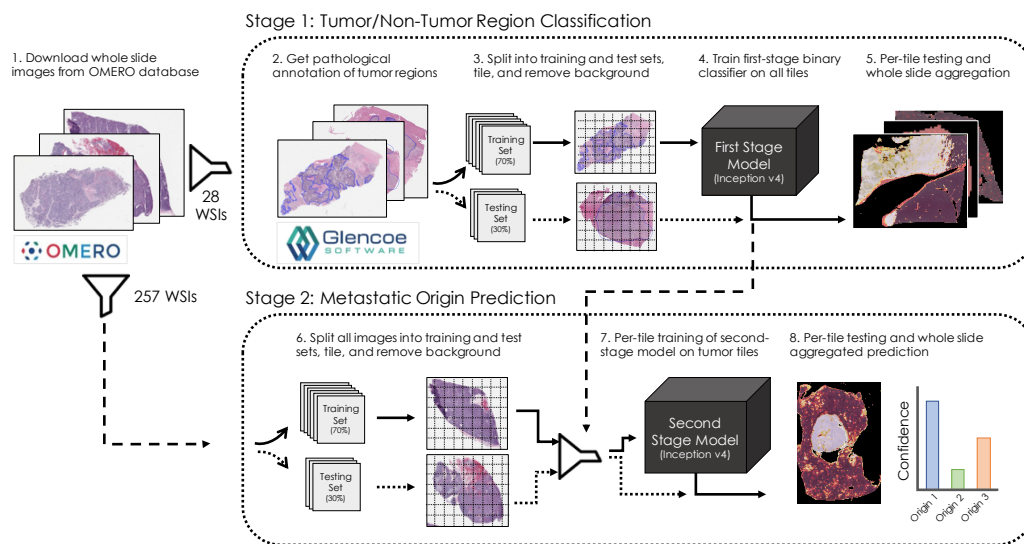 Stage 1: Tumor/Non-Tumor Region Classification
1. Download whole slide
images from OMERO database
2. Get pathological
annotation of tumor regions
3. Split into training and test sets,
tile, and remove background
4. Train first-stage binary
classifier on all tiles
5. Per-tile testing and
whole slide aggregation
28
WSIs
OMERO
Glencoe
SOFTWARE
Training
Set
(70%)
Testing
Set
(30%)
First Stage
Model
(Inception v4)
257 WSIs
Stage 2: Metastatic Origin Prediction
6. Split all images into training and test
sets, tile, and remove background
7. Per-tile training of second-
stage model on tumor tiles
8. Per-tile testing and whole slide
aggregated prediction
Training
Set
(70%)
Testing
Set
(30%)
Second
Stage Model
(Inception v4)
Confidence
Origin 1
Origin 2
Origin 3